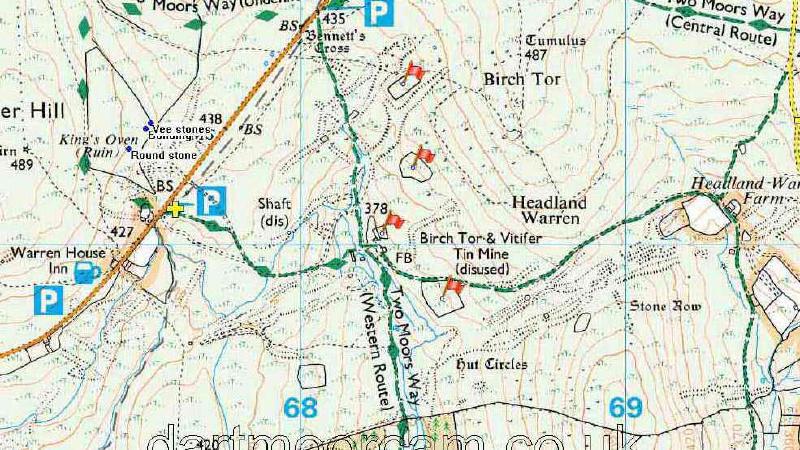 Moors Way
435
P
Bennett's
Cross
BS
Two Moors Way
(Central Route)
Tumulus
487
Birch Tor
er Hill
438
BS
Vee stones
King's Oven
Ruin
Round stone
489
BS
P
427
Shaft
(dis)
378
Headland
Warren
Farm
Birch Tor & Vitifer
Tin Mine
(disused)
FB
Warren House
Inn
P
Two Moors Way
(Western Route)
Stone Row
Hut Circles
68
69
420
dartmoorcam.co.uk